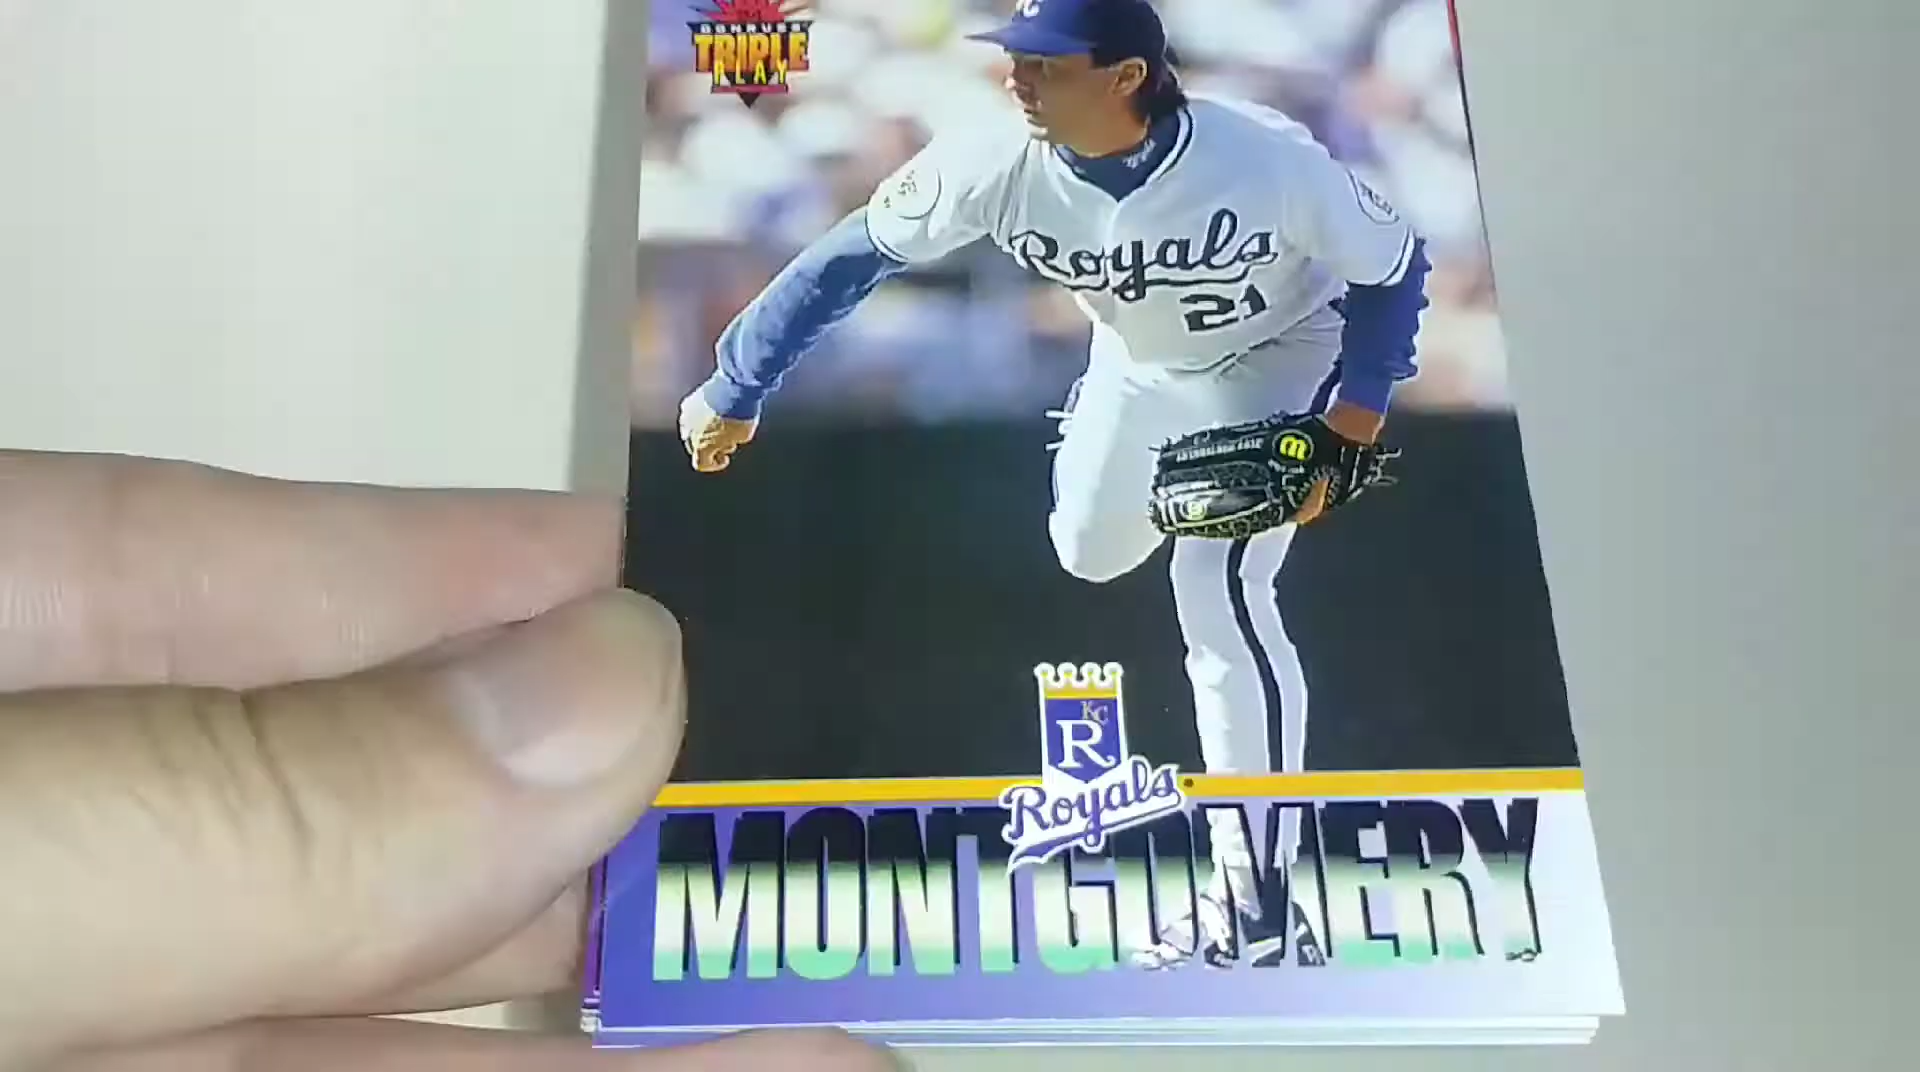 DONRUSS
TRIPLE
PLAY
KC
Royals
21
KC
R
Royals
MONTGOMERY